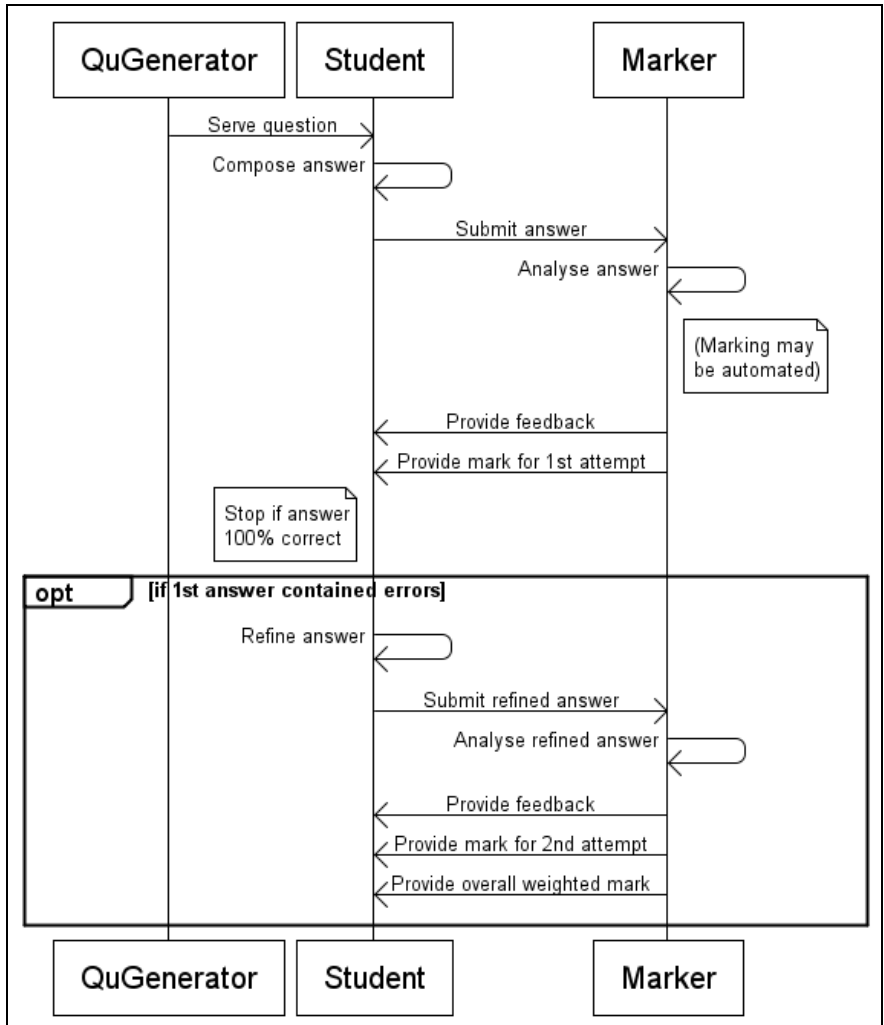 QuGenerator
Student
Marker
Serve question
Compose answer
Submit answer
Analyse answer
(Marking may
be automated)
Provide feedback
Provide mark for 1st attempt
Stop if answer
100% correct
opt
[if 1st answer contained errors]
Refine answer
Submit refined answer
Analyse refined answer
Provide feedback
Provide mark for 2nd attempt
Provide overall weighted mark
QuGenerator
Student
Marker